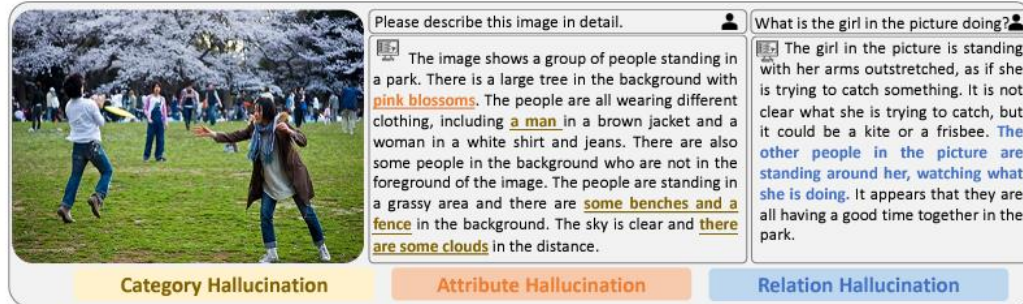 Please describe this image in detail.
The image shows a group of people standing in
a park. There is a large tree in the background with
pink blossoms. The people are all wearing different
clothing, including a man in a brown jacket and a
woman in a white shirt and jeans. There are also
some people in the background who are not in the
foreground of the image. The people are standing in
a grassy area and there are some benches and a
fence in the background. The sky is clear and there
are some clouds in the distance.
What is the girl in the picture doing?
The girl in the picture is standing
with her arms outstretched, as if she
is trying to catch something. It is not
clear what she is trying to catch, but
it could be a kite or a frisbee. The
other people in the picture are
standing around her, watching what
she is doing. It appears that they are
all having a good time together in the
park.
Category Hallucination
Attribute Hallucination
Relation Hallucination